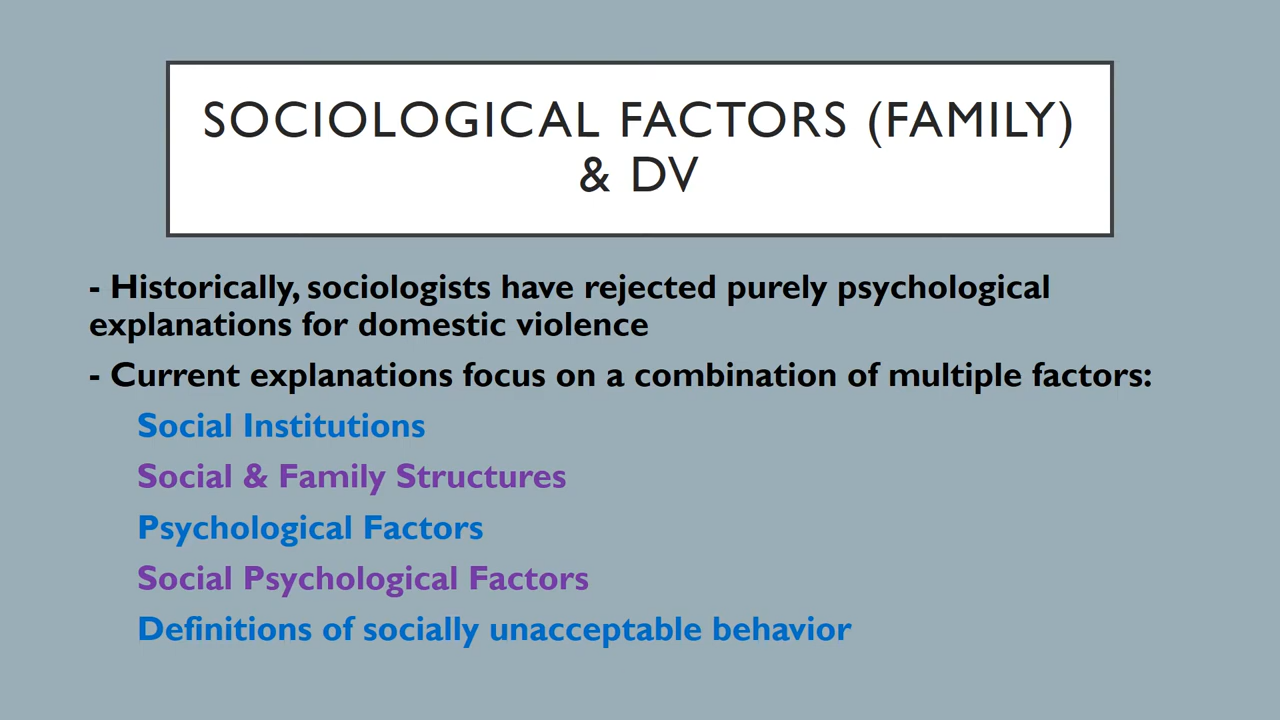 SOCIOLOGICAL FACTORS (FAMILY)
& DV
- Historically, sociologists have rejected purely psychological
explanations for domestic violence
- Current explanations focus on a combination of multiple factors:
Social Institutions
Social & Family Structures
Psychological Factors
Social Psychological Factors
Definitions of socially unacceptable behavior